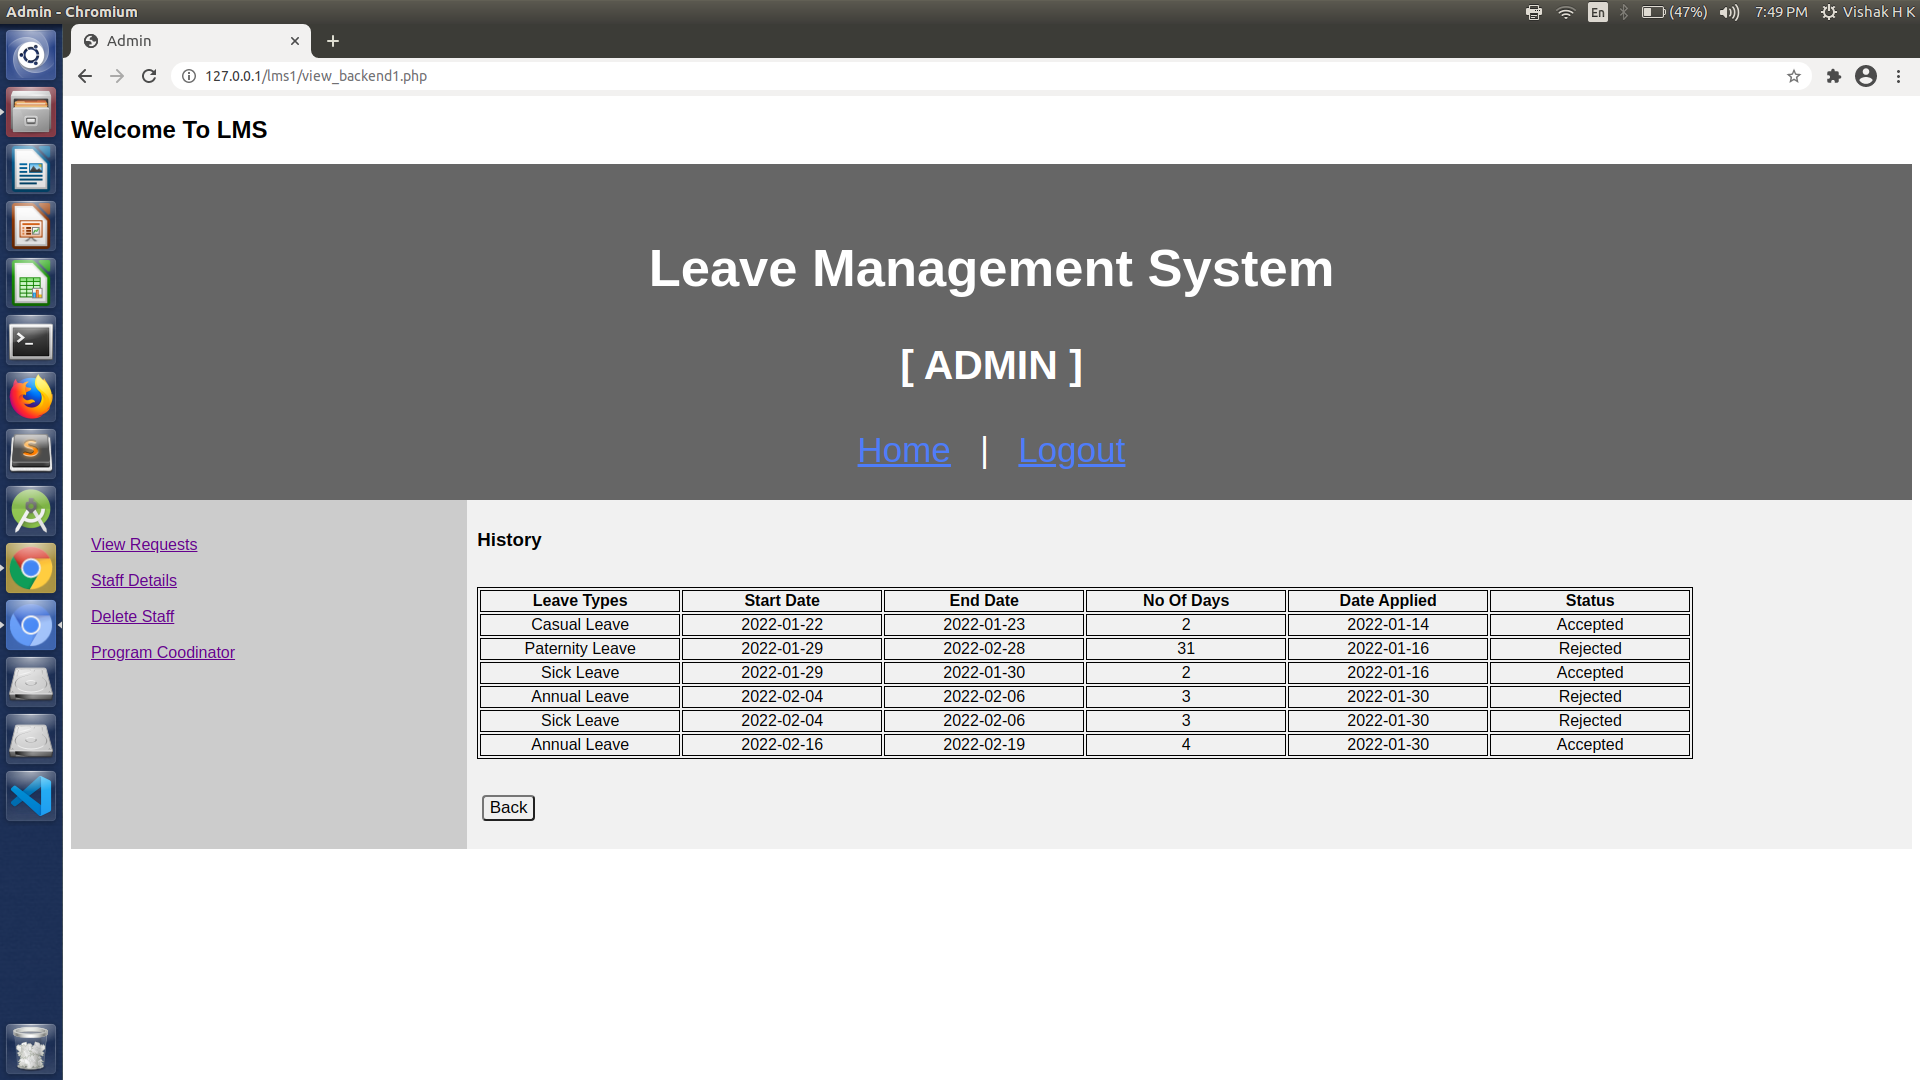 Admin - Chromium
En (47%) 7:49 PM Vishak H K
Admin
127.0.0.1/lms1/view_backend1.php
Welcome To LMS
Leave Management System
[ ADMIN ]
Home | Logout
View Requests
Staff Details
Delete Staff
Program Coodinator
History
Leave Types Start Date End Date No Of Days Date Applied Status
Casual Leave 2022-01-22 2022-01-23 2 2022-01-14 Accepted
Paternity Leave 2022-01-29 2022-02-28 31 2022-01-16 Rejected
Sick Leave 2022-01-29 2022-01-30 2 2022-01-16 Accepted
Annual Leave 2022-02-04 2022-02-06 3 2022-01-30 Rejected
Sick Leave 2022-02-04 2022-02-06 3 2022-01-30 Rejected
Annual Leave 2022-02-16 2022-02-19 4 2022-01-30 Accepted
Back